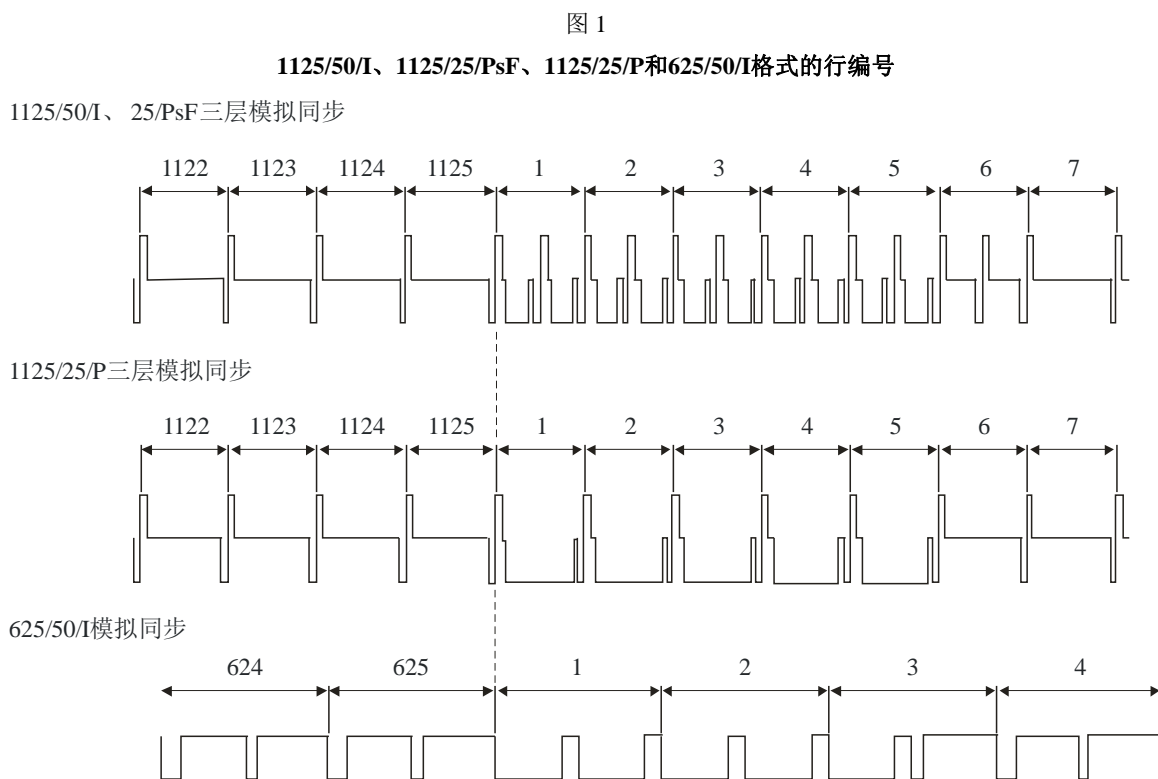 图 1
1125/50/I、1125/25/PsF、1125/25/P和625/50/I格式的行编号
1125/50/I、 25/PsF三层模拟同步
1122 1123 1124 1125 1 2 3 4 5 6 7
1125/25/P三层模拟同步
1122 1123 1124 1125 1 2 3 4 5 6 7
625/50/I模拟同步
624 625 1 2 3 4